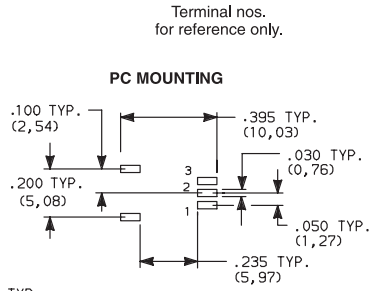 Terminal nos.
for reference only.
PC MOUNTING
.100 TYP.
(2,54)
.395 TYP.
(10,03)
.030 TYP.
(0,76)
3
2
1
.200 TYP.
(5,08)
.050 TYP.
(1,27)
.235 TYP.
(5,97)
TYP